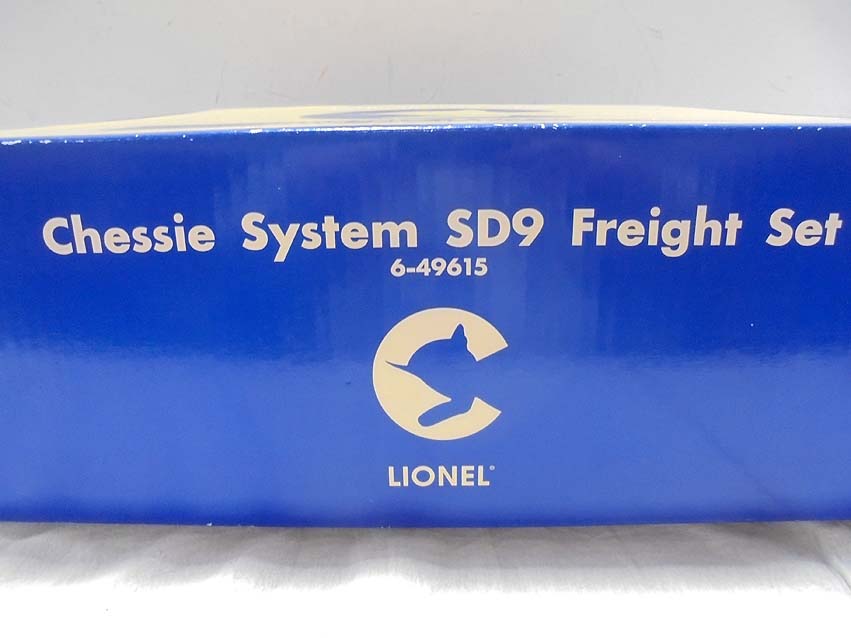 Chessie System SD9 Freight Set
6-49615
LIONEL®